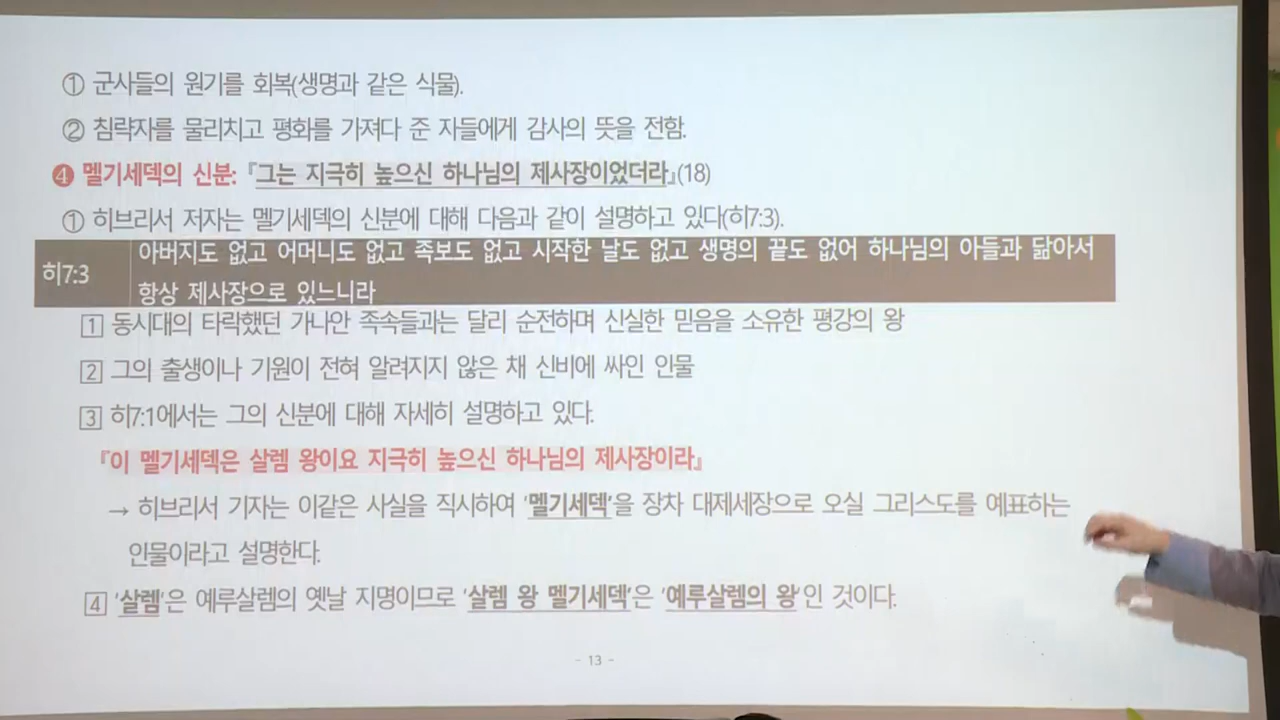 ① 군사들의 원기를 회복(생명과 같은 식물).
② 침략자를 물리치고 평화를 가져다 준 자들에게 감사의 뜻을 전함.
❹ 멜기세덱의 신분: 『그는 지극히 높으신 하나님의 제사장이었더라』(18)
① 히브리서 저자는 멜기세덱의 신분에 대해 다음과 같이 설명하고 있다(히7:3).
히7:3 아버지도 없고 어머니도 없고 족보도 없고 시작한 날도 없고 생명의 끝도 없어 하나님의 아들과 닮아서
항상 제사장으로 있느니라
1 동시대의 타락했던 가나안 족속들과는 달리 순전하며 신실한 믿음을 소유한 평강의 왕
2 그의 출생이나 기원이 전혀 알려지지 않은 채 신비에 싸인 인물
3 히7:1에서는 그의 신분에 대해 자세히 설명하고 있다.
『이 멜기세덱은 살렘 왕이요 지극히 높으신 하나님의 제사장이라』
→ 히브리서 기자는 이같은 사실을 직시하여 '멜기세덱'을 장차 대제세장으로 오실 그리스도를 예표하는
인물이라고 설명한다.
4 '살렘'은 예루살렘의 옛날 지명이므로 '살렘 왕 멜기세덱'은 '예루살렘의 왕'인 것이다.
- 13 -